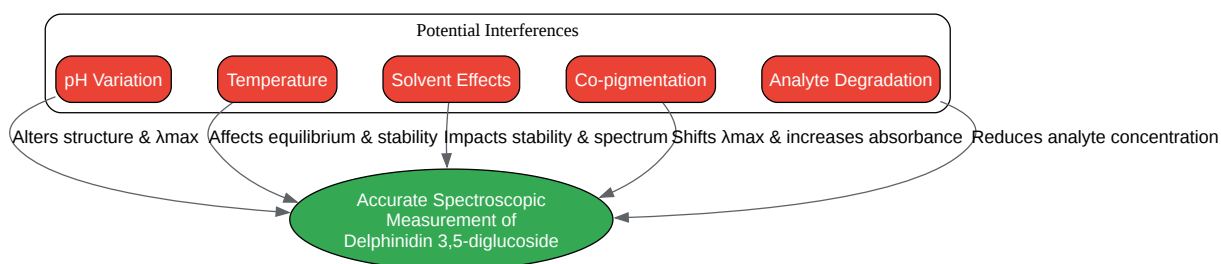 Potential Interferences
pH Variation
Temperature
Solvent Effects
Co-pigmentation
Analyte Degradation
Alters structure & λmax
Affects equilibrium & stability
Impacts stability & spectrum
Shifts λmax & increases absorbance
Reduces analyte concentration
Accurate Spectroscopic
Measurement of
Delphinidin 3,5-diglucoside